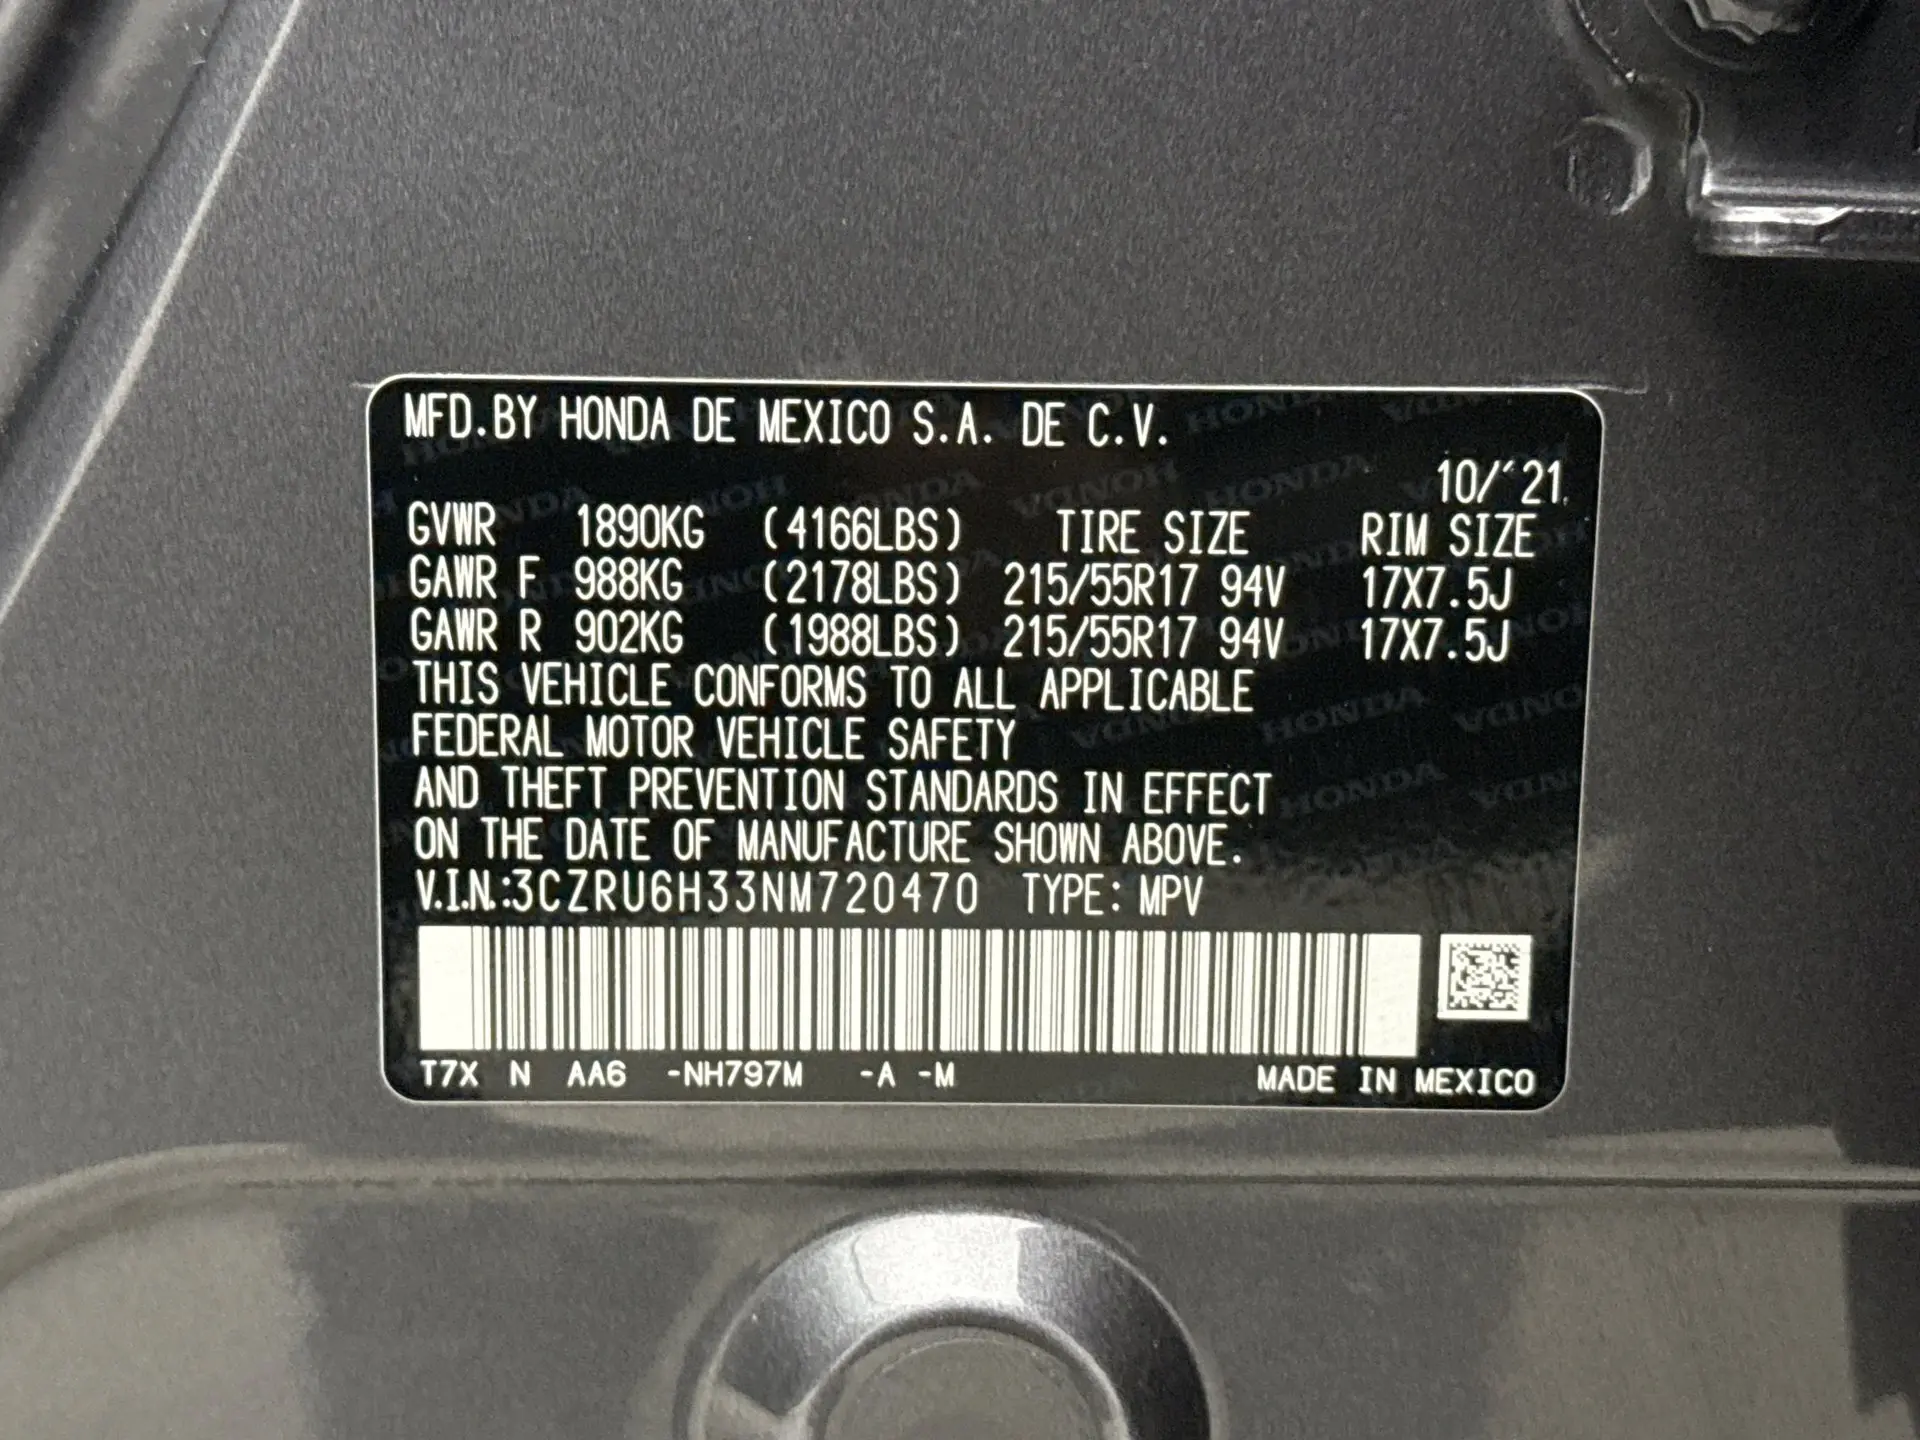 MFD.BY HONDA DE MEXICO S.A. DE C.V.
10/´21
GVWR 1890KG (4166LBS) TIRE SIZE RIM SIZE
GAWR F 988KG (2178LBS) 215/55R17 94V 17X7.5J
GAWR R 902KG (1988LBS) 215/55R17 94V 17X7.5J
THIS VEHICLE CONFORMS TO ALL APPLICABLE
FEDERAL MOTOR VEHICLE SAFETY
AND THEFT PREVENTION STANDARDS IN EFFECT
ON THE DATE OF MANUFACTURE SHOWN ABOVE.
V.I.N.:3CZRU6H33NM720470 TYPE: MPV
T7X N AA6 -NH797M -A -M MADE IN MEXICO